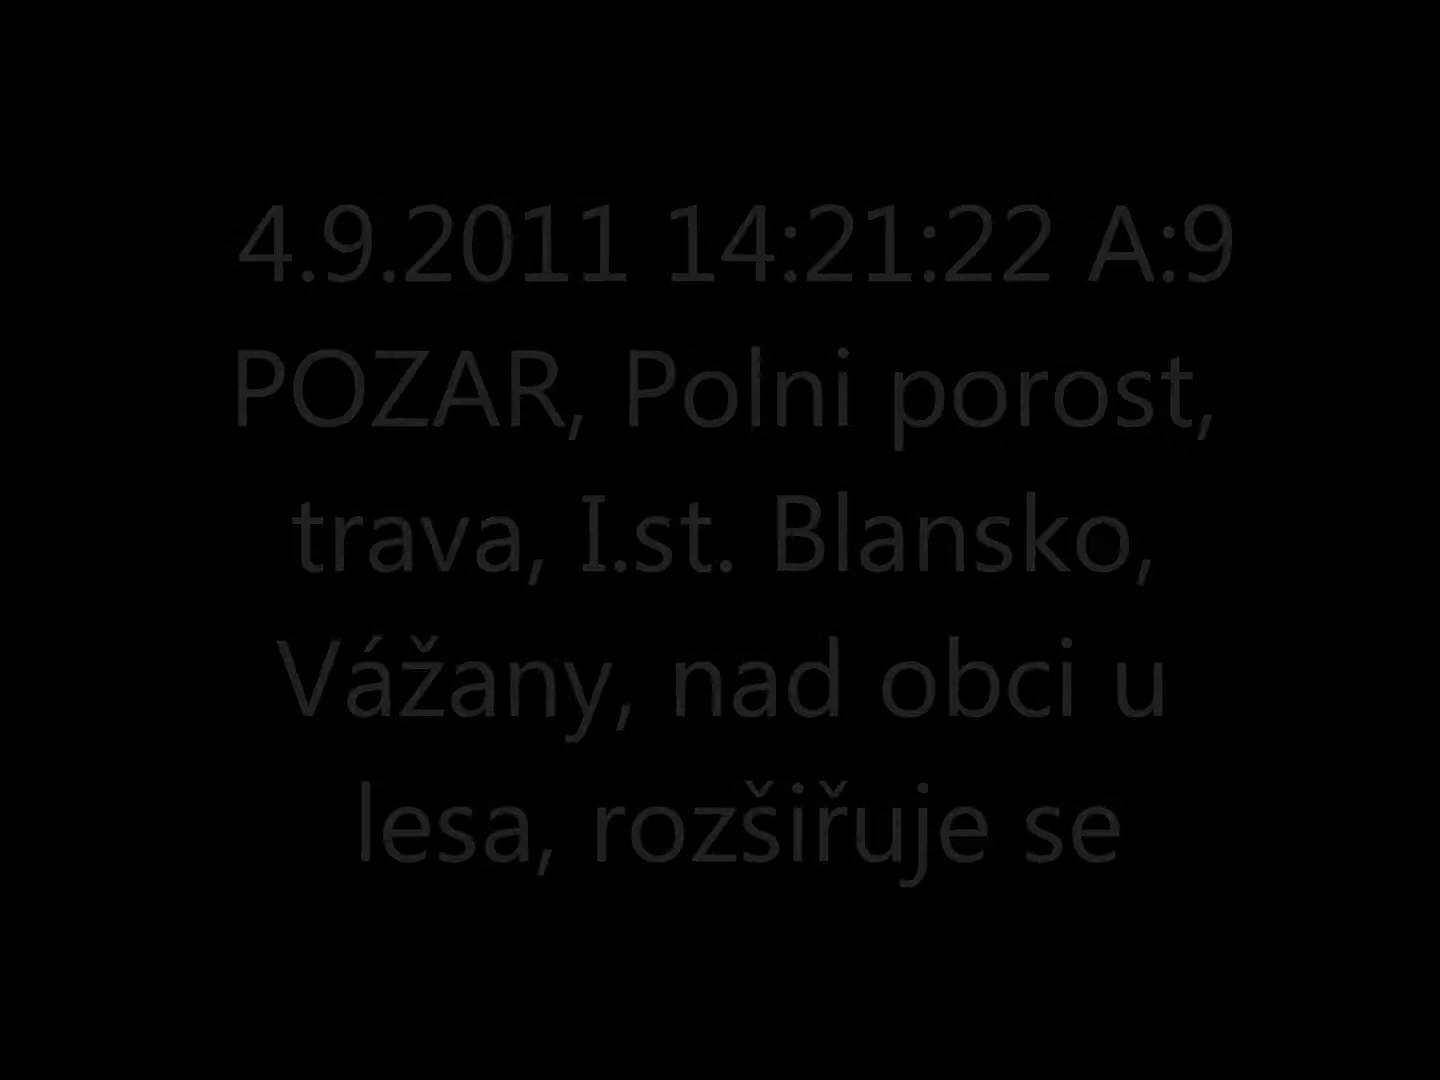 4.9.2011 14:21:22 A:9
POZAR, Polni porost,
trava, I.st. Blansko,
Vážany, nad obci u
lesa, rozšiřuje se